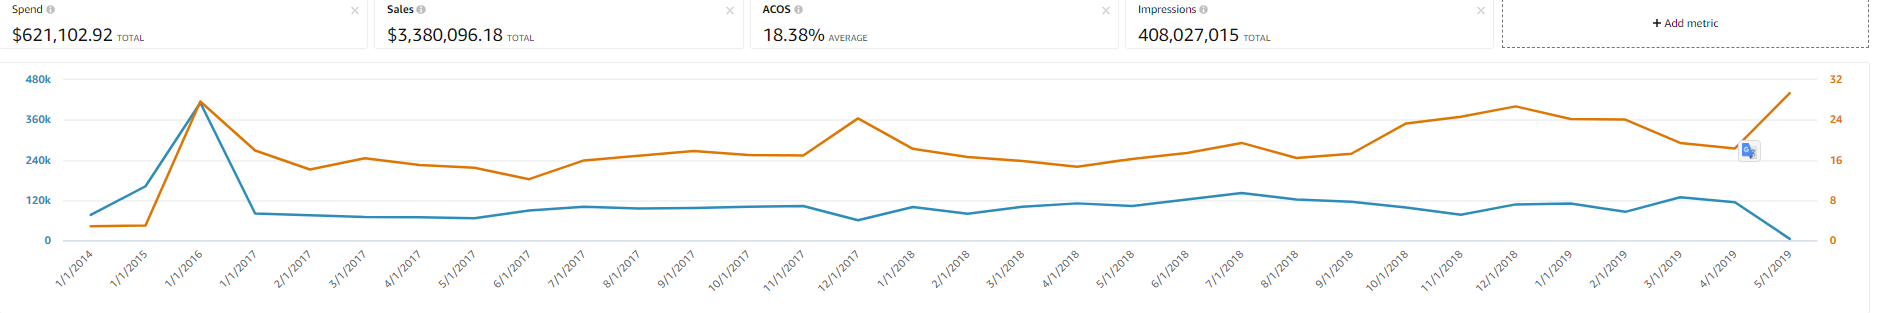 Spend
Sales
ACOS
Impressions
$621,102.92 TOTAL
$3,380,096.18 TOTAL
18.38% AVERAGE
408,027,015 TOTAL
+ Add metric
480k
360k
240k
120k
0
32
24
16
8
0
G
1/1/2014
1/1/2015
1/1/2016
1/1/2017
2/1/2017
3/1/2017
4/1/2017
5/1/2017
6/1/2017
7/1/2017
8/1/2017
9/1/2017
10/1/2017
11/1/2017
12/1/2017
1/1/2018
2/1/2018
3/1/2018
4/1/2018
5/1/2018
6/1/2018
7/1/2018
8/1/2018
9/1/2018
10/1/2018
11/1/2018
12/1/2018
1/1/2019
2/1/2019
3/1/2019
4/1/2019
5/1/2019